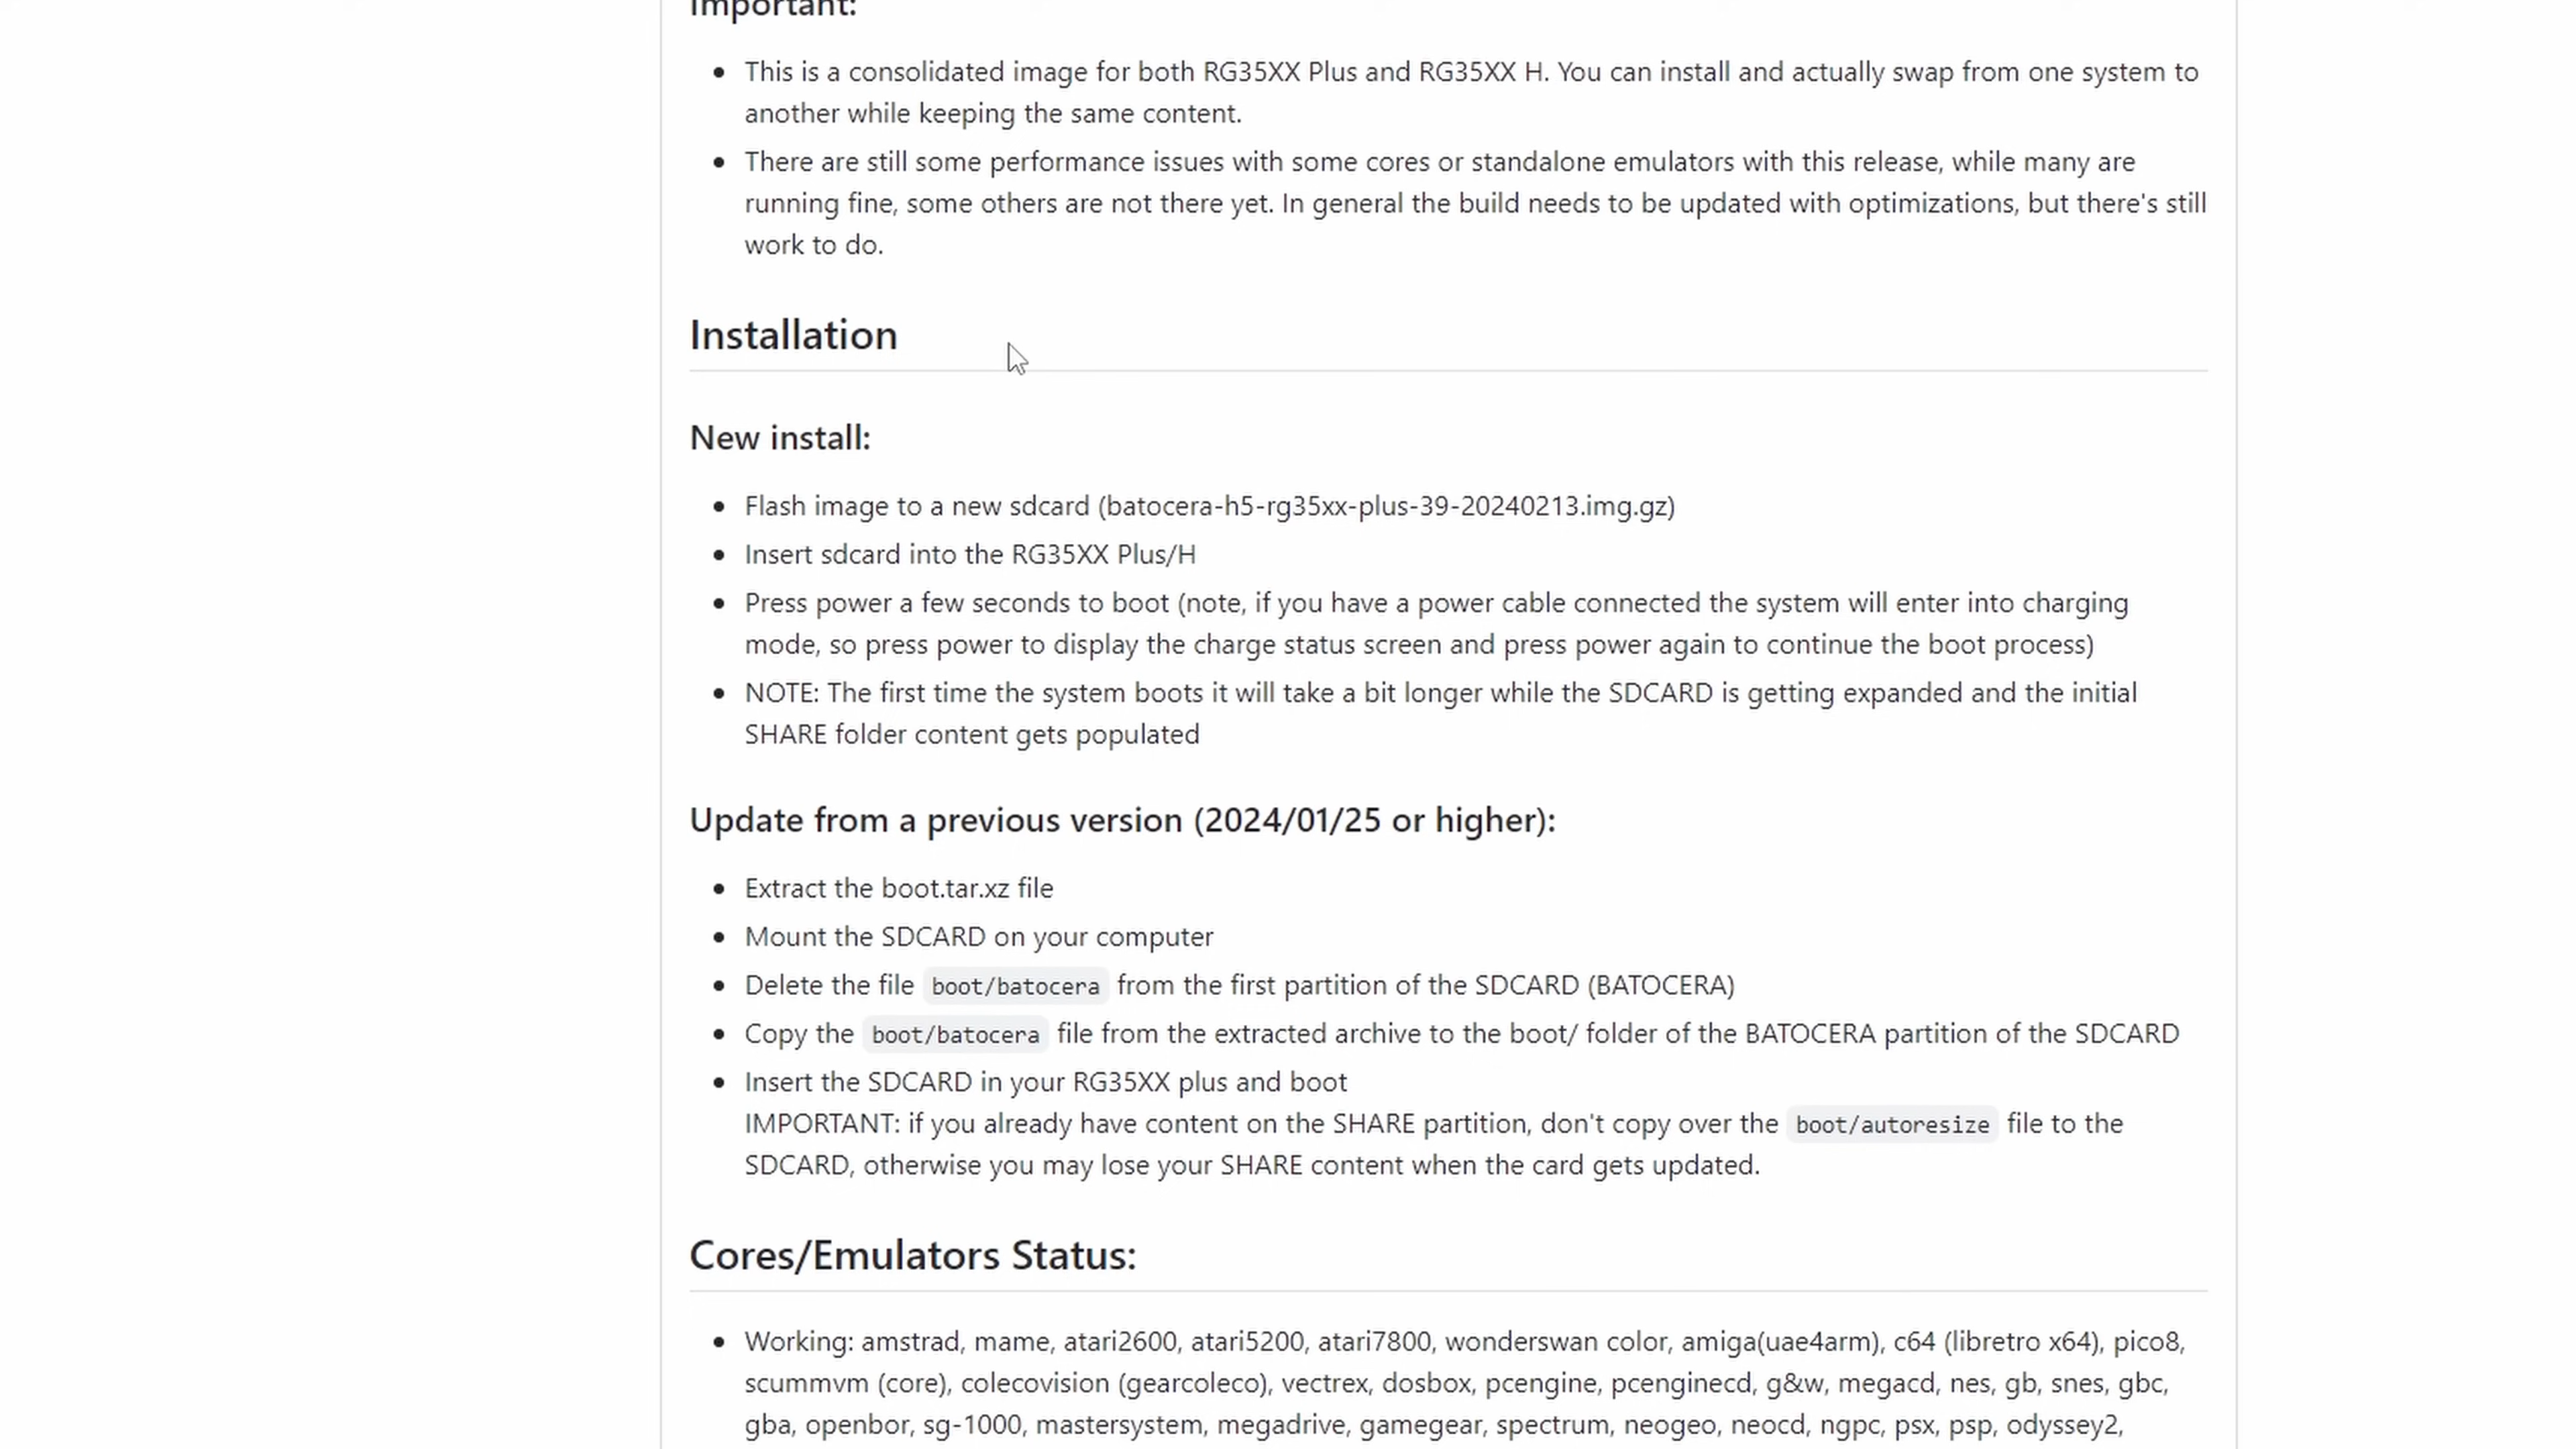 Important:
This is a consolidated image for both RG35XX Plus and RG35XX H. You can install and actually swap from one system to
another while keeping the same content.
There are still some performance issues with some cores or standalone emulators with this release, while many are
running fine, some others are not there yet. In general the build needs to be updated with optimizations, but there's still
work to do.
Installation
New install:
Flash image to a new sdcard (batocera-h5-rg35xx-plus-39-20240213.img.gz)
Insert sdcard into the RG35XX Plus/H
Press power a few seconds to boot (note, if you have a power cable connected the system will enter into charging
mode, so press power to display the charge status screen and press power again to continue the boot process)
NOTE: The first time the system boots it will take a bit longer while the SDCARD is getting expanded and the initial
SHARE folder content gets populated
Update from a previous version (2024/01/25 or higher):
Extract the boot.tar.xz file
Mount the SDCARD on your computer
Delete the file boot/batocera from the first partition of the SDCARD (BATOCERA)
Copy the boot/batocera file from the extracted archive to the boot/ folder of the BATOCERA partition of the SDCARD
Insert the SDCARD in your RG35XX plus and boot
IMPORTANT: if you already have content on the SHARE partition, don't copy over the boot/autoresize file to the
SDCARD, otherwise you may lose your SHARE content when the card gets updated.
Cores/Emulators Status:
Working: amstrad, mame, atari2600, atari5200, atari7800, wonderswan color, amiga(uae4arm), c64 (libretro x64), pico8,
scummvm (core), colecovision (gearcoleco), vectrex, dosbox, pcengine, pcenginecd, g&w, megacd, nes, gb, snes, gbc,
gba, openbor, sg-1000, mastersystem, megadrive, gamegear, spectrum, neogeo, neocd, ngpc, psx, psp, odyssey2,